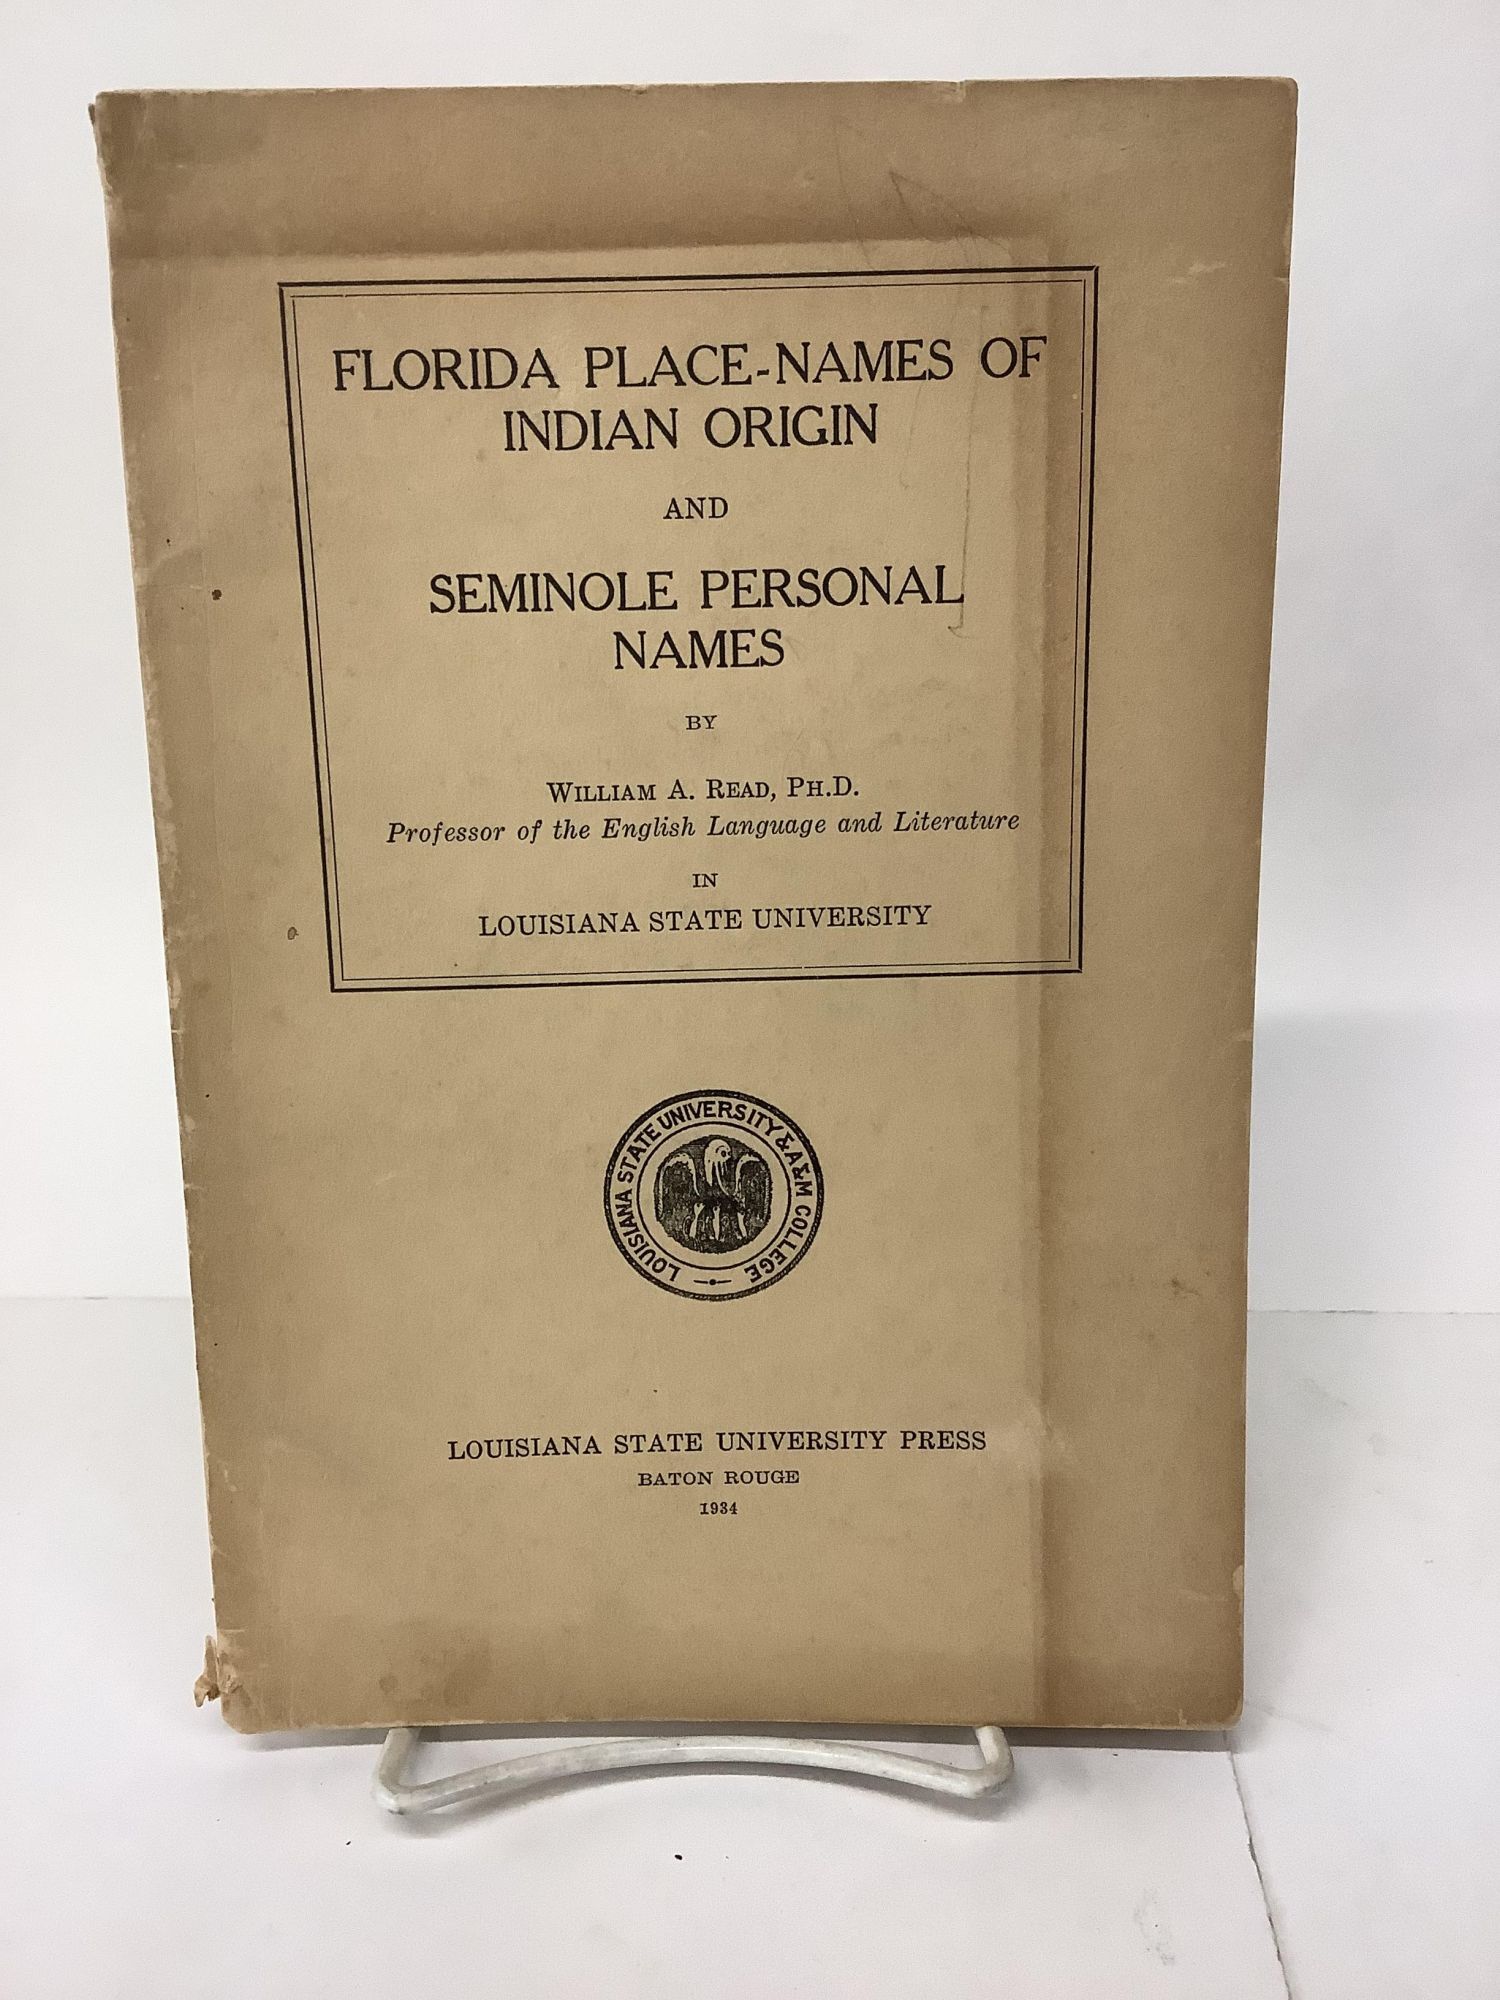 FLORIDA PLACE-NAMES OF
INDIAN ORIGIN
AND
SEMINOLE PERSONAL
NAMES
BY
WILLIAM A. READ, PH.D.
Professor of the English Language and Literature
IN
LOUISIANA STATE UNIVERSITY
LOUISIANA STATE UNIVERSITY & A & M COLLEGE
LOUISIANA STATE UNIVERSITY PRESS
BATON ROUGE
1934